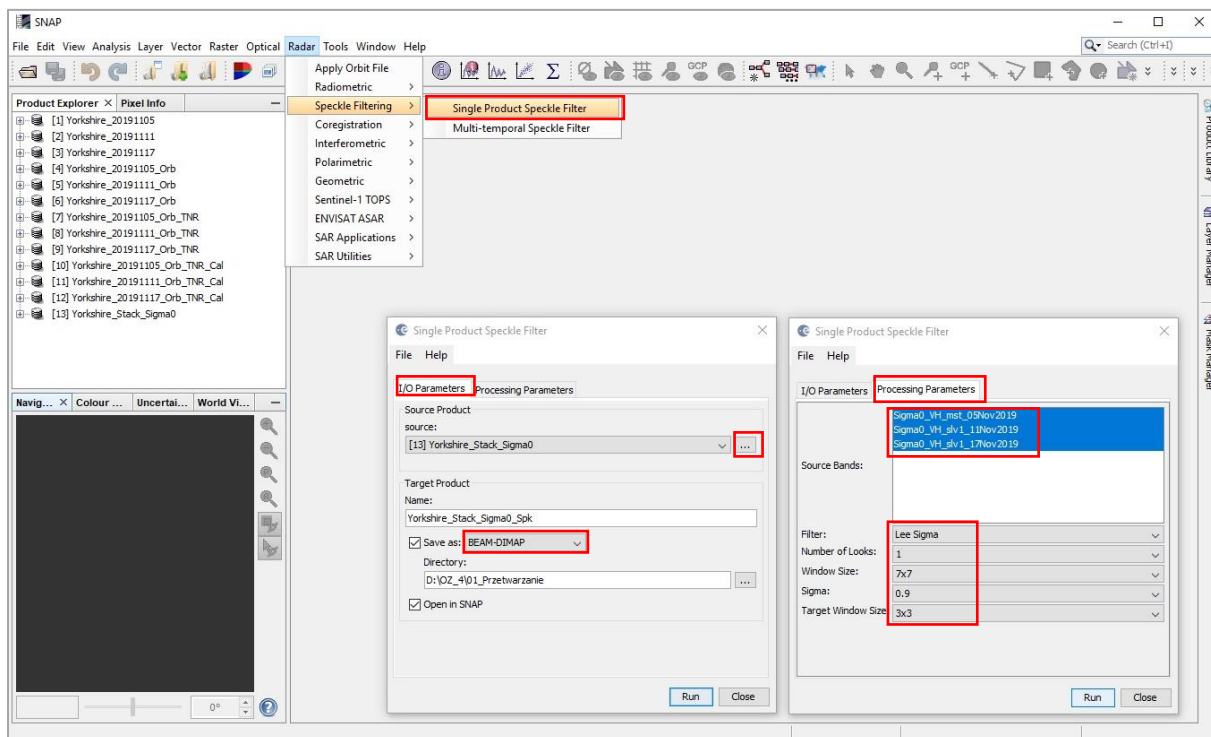 SNAP
File Edit View Analysis Layer Vector Raster Optical Radar Tools Window Help
Search (Ctrl+I)
Apply Orbit File
Radiometric
Speckle Filtering
Coregistration
Interferometric
Polarimetric
Geometric
Sentinel-1 TOPS
ENVISAT ASAR
SAR Applications
SAR Utilities
Single Product Speckle Filter
Multi-temporal Speckle Filter
GCP GCP
Product Explorer Pixel Info
[1] Yorkshire_20191105
[2] Yorkshire_20191111
[3] Yorkshire_20191117
[4] Yorkshire_20191105_Orb
[5] Yorkshire_20191111_Orb
[6] Yorkshire_20191117_Orb
[7] Yorkshire_20191105_Orb_TNR
[8] Yorkshire_20191111_Orb_TNR
[9] Yorkshire_20191117_Orb_TNR
[10] Yorkshire_20191105_Orb_TNR_Cal
[11] Yorkshire_20191111_Orb_TNR_Cal
[12] Yorkshire_20191117_Orb_TNR_Cal
[13] Yorkshire_Stack_Sigma0
Product Library
Layer Manager
Mask Manager
Navig... Colour ... Uncertai... World Vi...
0°
Single Product Speckle Filter
File Help
I/O Parameters Processing Parameters
Source Product
source:
[13] Yorkshire_Stack_Sigma0 ...
Target Product
Name:
Yorkshire_Stack_Sigma0_Spk
Save as: BEAM-DIMAP
Directory:
D:\OZ_4\01_Przetwarzanie ...
Open in SNAP
Run Close
Single Product Speckle Filter
File Help
I/O Parameters Processing Parameters
Source Bands:
Sigma0_VH_mst_05Nov2019
Sigma0_VH_slv1_11Nov2019
Sigma0_VH_slv1_17Nov2019
Filter: Lee Sigma
Number of Looks: 1
Window Size: 7x7
Sigma: 0.9
Target Window Size 3x3
Run Close